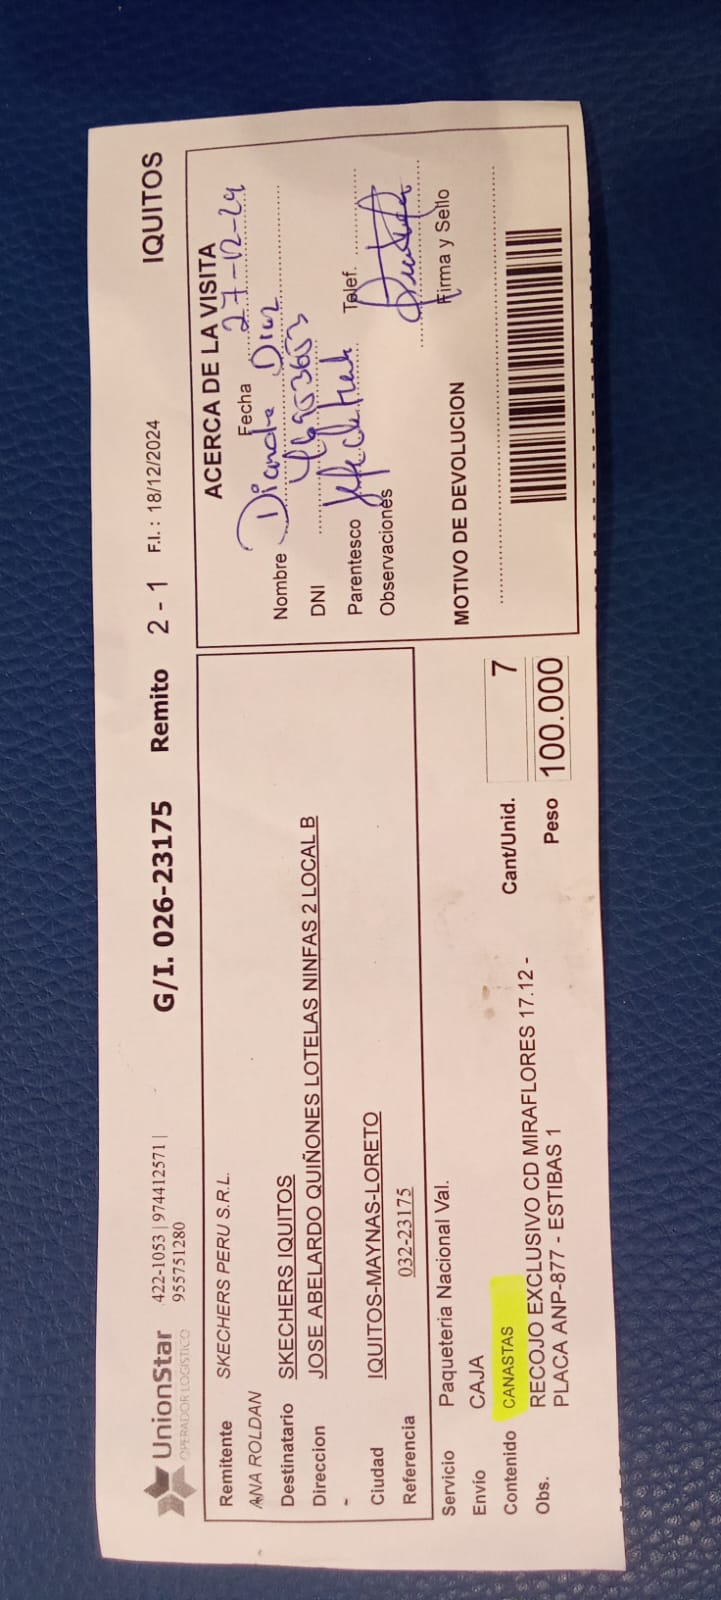 UnionStar
OPERADOR LOGÍSTICO
422-1053 | 974412571 |
955751280
G/I. 026-23175 Remito 2 - 1 F.I.: 18/12/2024 IQUITOS
Remitente SKECHERS PERU S.R.L.
ANA ROLDAN
Destinatario SKECHERS IQUITOS
Direccion JOSE ABELARDO QUIÑONES LOTELAS NINFAS 2 LOCAL B
-
Ciudad IQUITOS-MAYNAS-LORETO
Referencia 032-23175
Servicio Paqueteria Nacional Val.
Envío CAJA
Contenido CANASTAS
Cant/Unid. 7
Obs. RECOJO EXCLUSIVO CD MIRAFLORES 17.12 -
PLACA ANP-877 - ESTIBAS 1
Peso 100.000
ACERCA DE LA VISITA
Fecha 27-12-24
Nombre Diaz
DNI 46903653
Parentesco Telef
Observaciones
Firma y Sello
MOTIVO DE DEVOLUCION